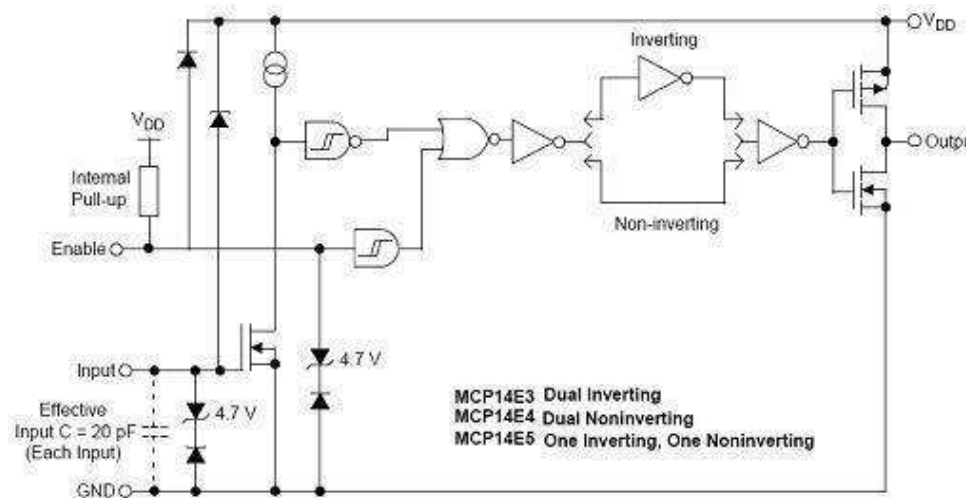 VDD
Inverting
VDD
Output
Internal
Pull-up
Non-inverting
Enable
4.7 V
Input
MCP14E3 Dual Inverting
Effective
4.7 V
MCP14E4 Dual Noninverting
Input C = 20 pF
MCP14E5 One Inverting, One Noninverting
(Each Input)
GND